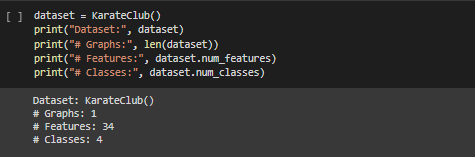 [ ] dataset = KarateClub()
print("Dataset:", dataset)
print("# Graphs:", len(dataset))
print("# Features:", dataset.num_features)
print("# Classes:", dataset.num_classes)
Dataset: KarateClub()
# Graphs: 1
# Features: 34
# Classes: 4